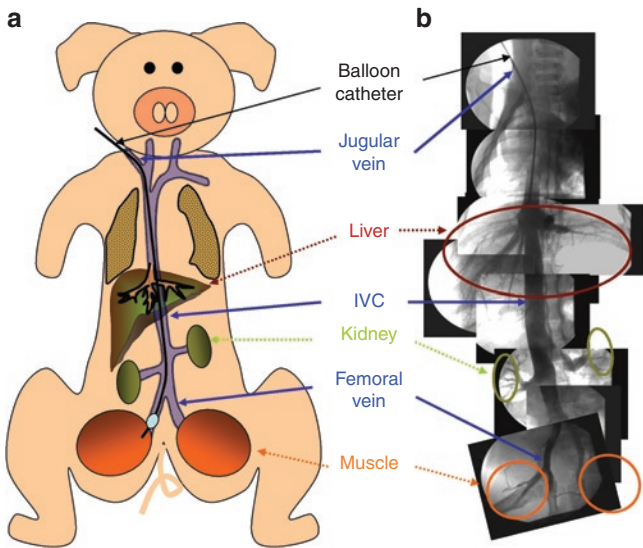 a
b
Balloon
catheter
Jugular
vein
Liver
IVC
Kidney
Femoral
vein
Muscle